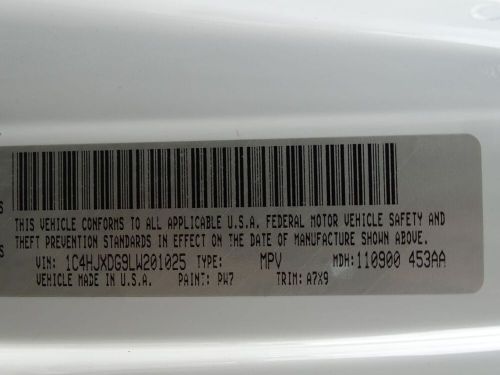 THIS VEHICLE CONFORMS TO ALL APPLICABLE U.S.A. FEDERAL MOTOR VEHICLE SAFETY AND
THEFT PREVENTION STANDARDS IN EFFECT ON THE DATE OF MANUFACTURE SHOWN ABOVE.
VIN: 1C4HJXDG9LW201025 TYPE: MPV MDH: 110900 453AA
VEHICLE MADE IN U.S.A. PAINT: PW7 TRIM: A7X9